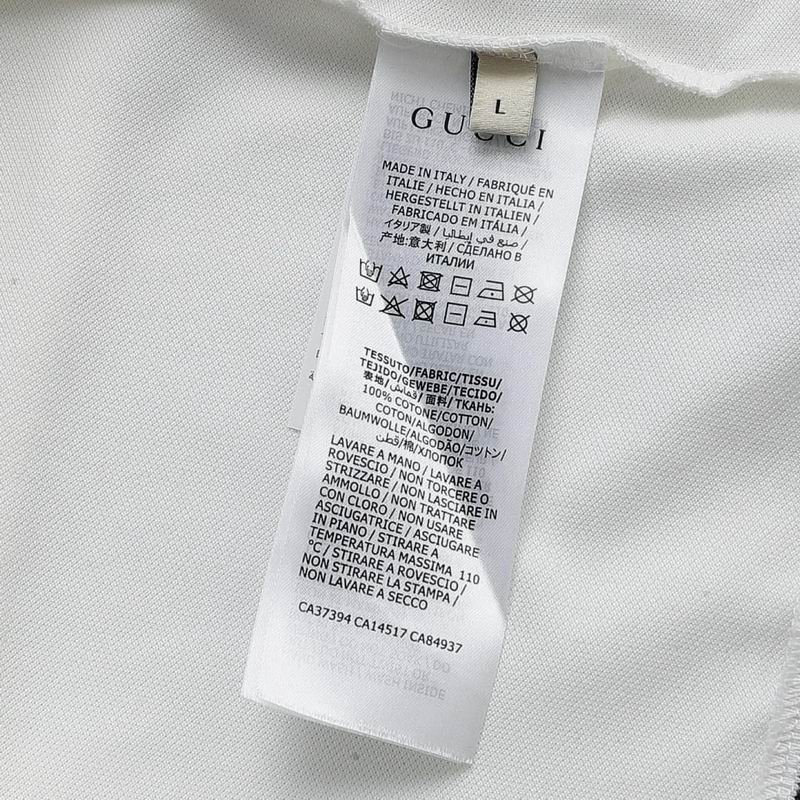 L
GUCCI
MADE IN ITALY / FABRIQUÉ EN
ITALIE / HECHO EN ITALIA /
HERGESTELLT IN ITALIEN /
FABRICADO EM ITÁLIA /
イタリア製 / صنع في إيطاليا /
产地:意大利 / СДЕЛАНО В
ИТАЛИИ
TESSUTO/FABRIC/TISSU/
TEJIDO/GEWEBE/TECIDO/
表地/قماش/ 面料/ ТКАНЬ:
100% COTONE/COTTON/
COTON/ALGODON/
BAUMWOLLE/ALGODÃO/コットン/
قطن/棉/ХЛОПОК
LAVARE A MANO / LAVARE A
ROVESCIO / NON TORCERE O
STRIZZARE / NON LASCIARE IN
AMMOLLO / NON TRATTARE
CON CLORO / NON USARE
ASCIUGATRICE / ASCIUGARE
IN PIANO / STIRARE A
TEMPERATURA MASSIMA 110
°C / STIRARE A ROVESCIO /
NON STIRARE LA STAMPA /
NON LAVARE A SECCO
CA37394 CA14517 CA84937